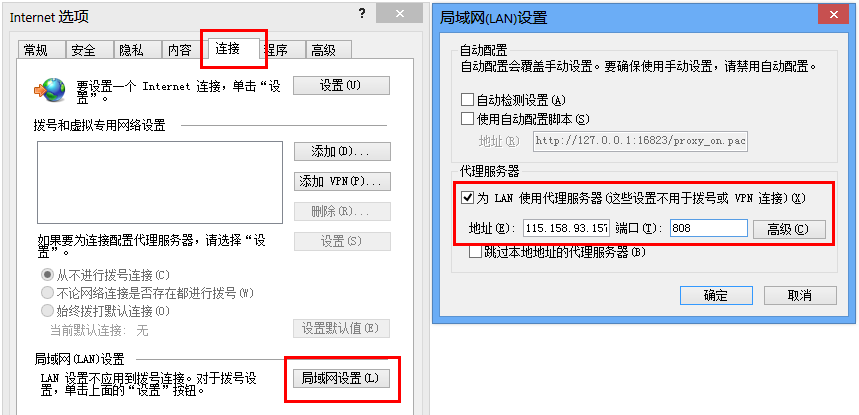 Internet 选项
?
常规 安全 隐私 内容 连接 程序 高级
要设置一个 Internet 连接，单击“设
置”。
设置(U)
拨号和虚拟专用网络设置
添加(D)...
添加 VPN(P)...
删除(R)...
如果要为连接配置代理服务器，请选择“设
置”。
设置(S)
从不进行拨号连接(C)
不论网络连接是否存在都进行拨号(W)
始终拨打默认连接(O)
当前默认连接: 无
设置默认值(E)
局域网(LAN)设置
LAN 设置不应用到拨号连接。对于拨号设
置，单击上面的“设置”按钮。
局域网设置(L)
局域网(LAN)设置
自动配置
自动配置会覆盖手动设置。要确保使用手动设置，请禁用自动配置。
自动检测设置(A)
使用自动配置脚本(S)
地址(R) http://127.0.0.1:16823/proxy_on.pac
代理服务器
为 LAN 使用代理服务器(这些设置不用于拨号或 VPN 连接)(X)
地址(E): 115.158.93.157 端口(T): 808 高级(C)
跳过本地地址的代理服务器(B)
确定 取消